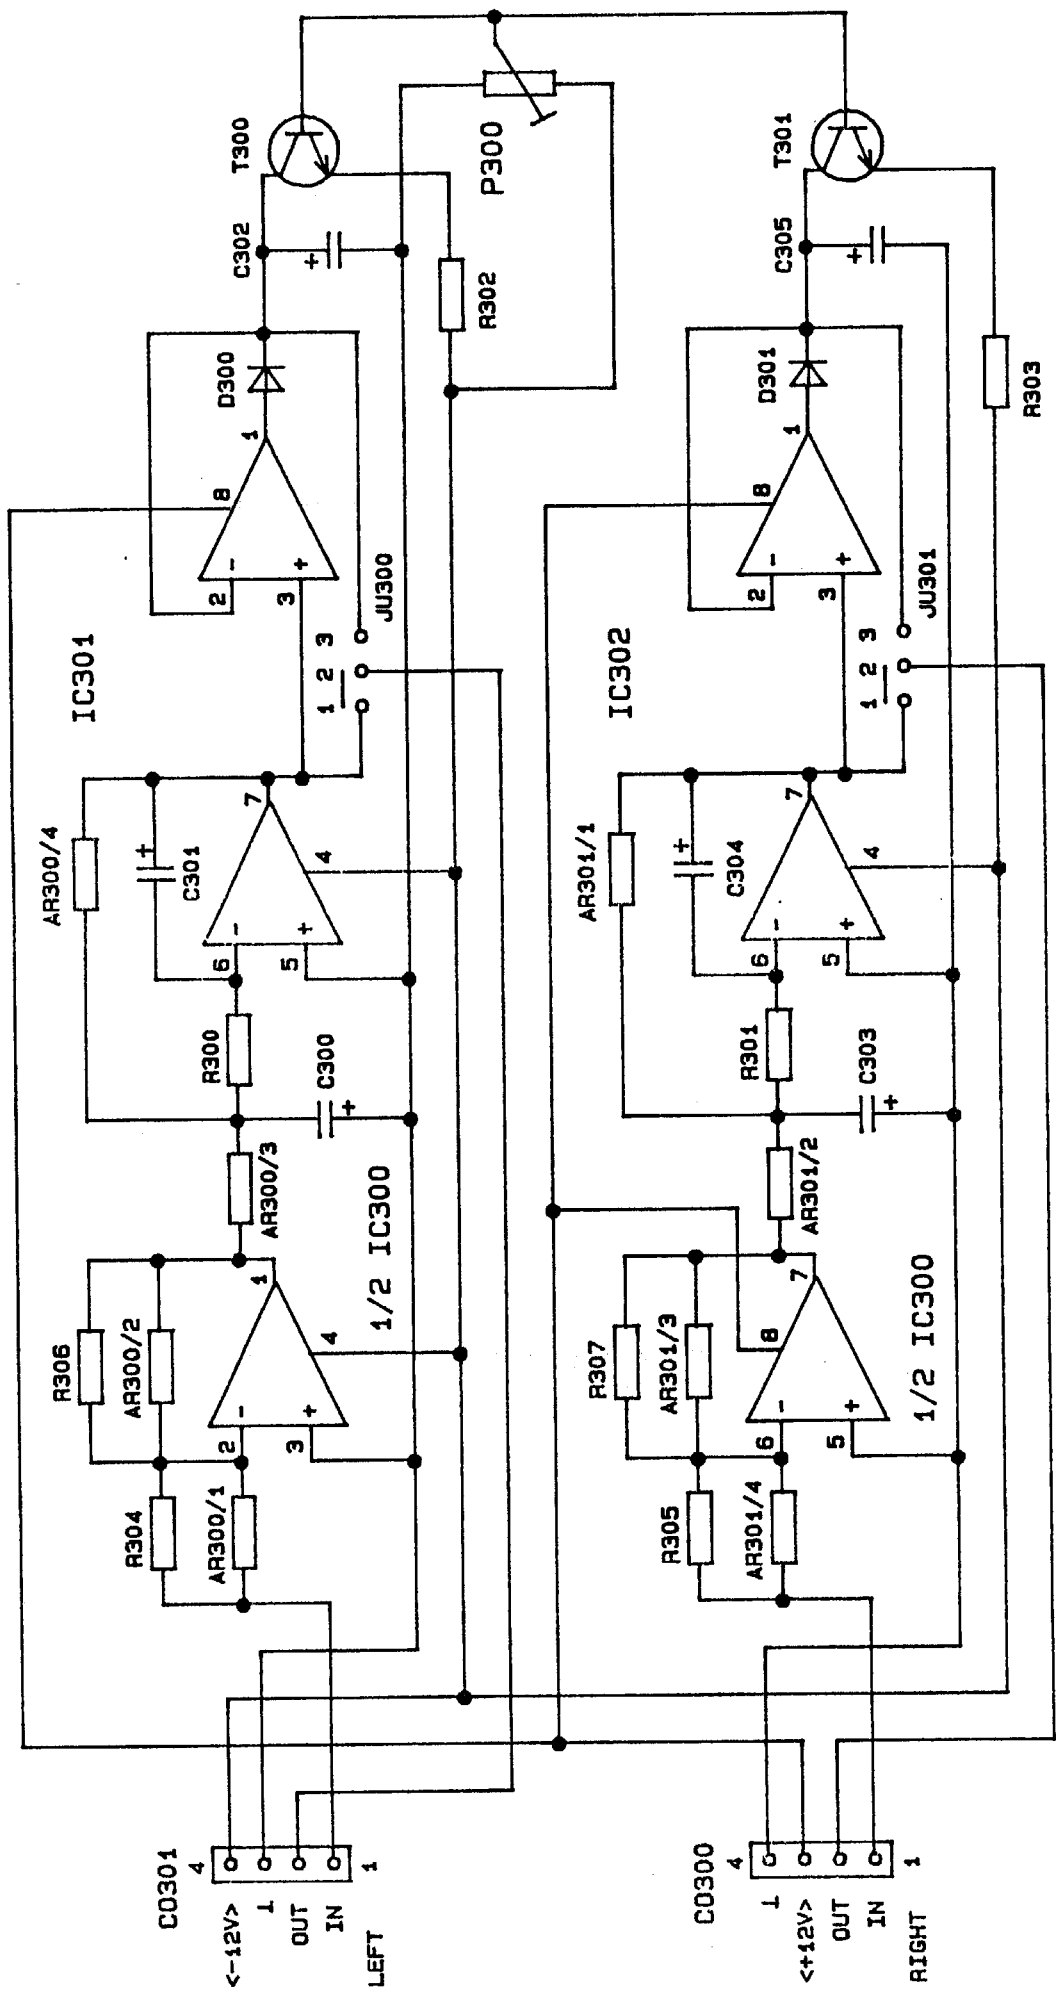 CO301
4
1
<-12V>
⊥
OUT
IN
LEFT
R306
R304
AR300/2
AR300/1
2
3
-
+
1
4
1/2 IC300
AR300/3
R300
C300
+
AR300/4
C301
+
6
5
-
+
7
4
IC301
1 2 3
JU300
2
3
-
+
8
1
D300
C302
+
T300
R302
P300
CO300
4
1
⊥
<+12V>
OUT
IN
RIGHT
R307
R305
AR301/3
AR301/4
6
5
-
+
8
7
1/2 IC300
AR301/2
R301
C303
+
AR301/1
C304
+
6
5
-
+
7
4
IC302
1 2 3
JU301
2
3
-
+
8
1
D301
C305
+
T301
R303